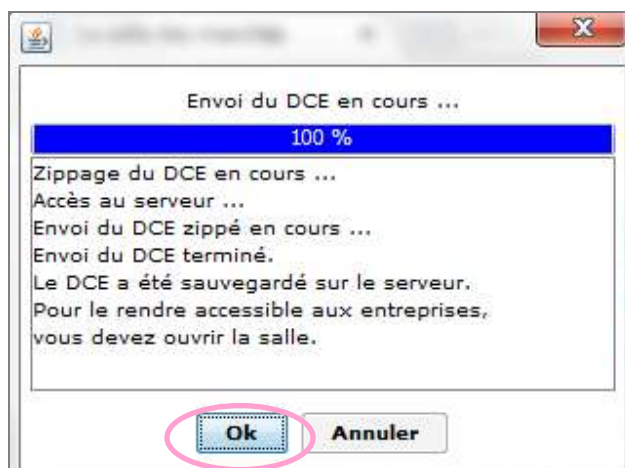 Envoi du DCE en cours ...
100 %
Zippage du DCE en cours ...
Accès au serveur ...
Envoi du DCE zippé en cours ...
Envoi du DCE terminé.
Le DCE a été sauvegardé sur le serveur.
Pour le rendre accessible aux entreprises,
vous devez ouvrir la salle.
Ok Annuler